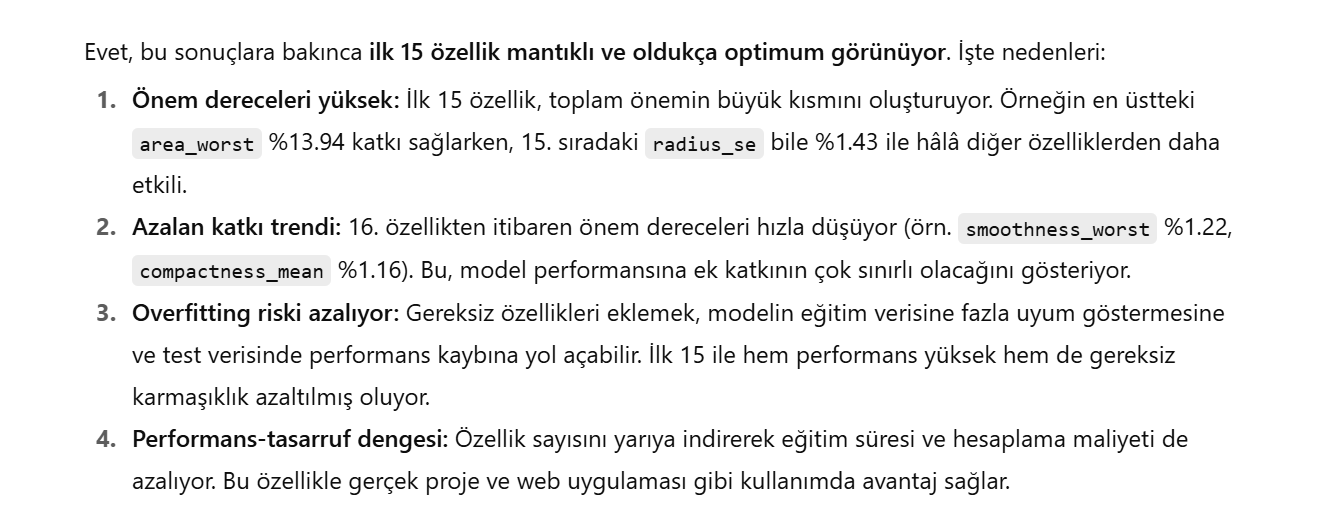 Evet, bu sonuçlara bakınca ilk 15 özellik mantıklı ve oldukça optimum görünüyor. İşte nedenleri:
1. Önem dereceleri yüksek: İlk 15 özellik, toplam önemin büyük kısmını oluşturuyor. Örneğin en üstteki
area_worst %13.94 katkı sağlarken, 15. sıradaki radius_se bile %1.43 ile hâlâ diğer özelliklerden daha
etkili.
2. Azalan katkı trendi: 16. özellikten itibaren önem dereceleri hızla düşüyor (örn. smoothness_worst %1.22,
compactness_mean %1.16). Bu, model performansına ek katkının çok sınırlı olacağını gösteriyor.
3. Overfitting riski azalıyor: Gereksiz özellikleri eklemek, modelin eğitim verisine fazla uyum göstermesine
ve test verisinde performans kaybına yol açabilir. İlk 15 ile hem performans yüksek hem de gereksiz
karmaşıklık azaltılmış oluyor.
4. Performans-tasarruf dengesi: Özellik sayısını yarıya indirerek eğitim süresi ve hesaplama maliyeti de
azalıyor. Bu özellikle gerçek proje ve web uygulaması gibi kullanımda avantaj sağlar.